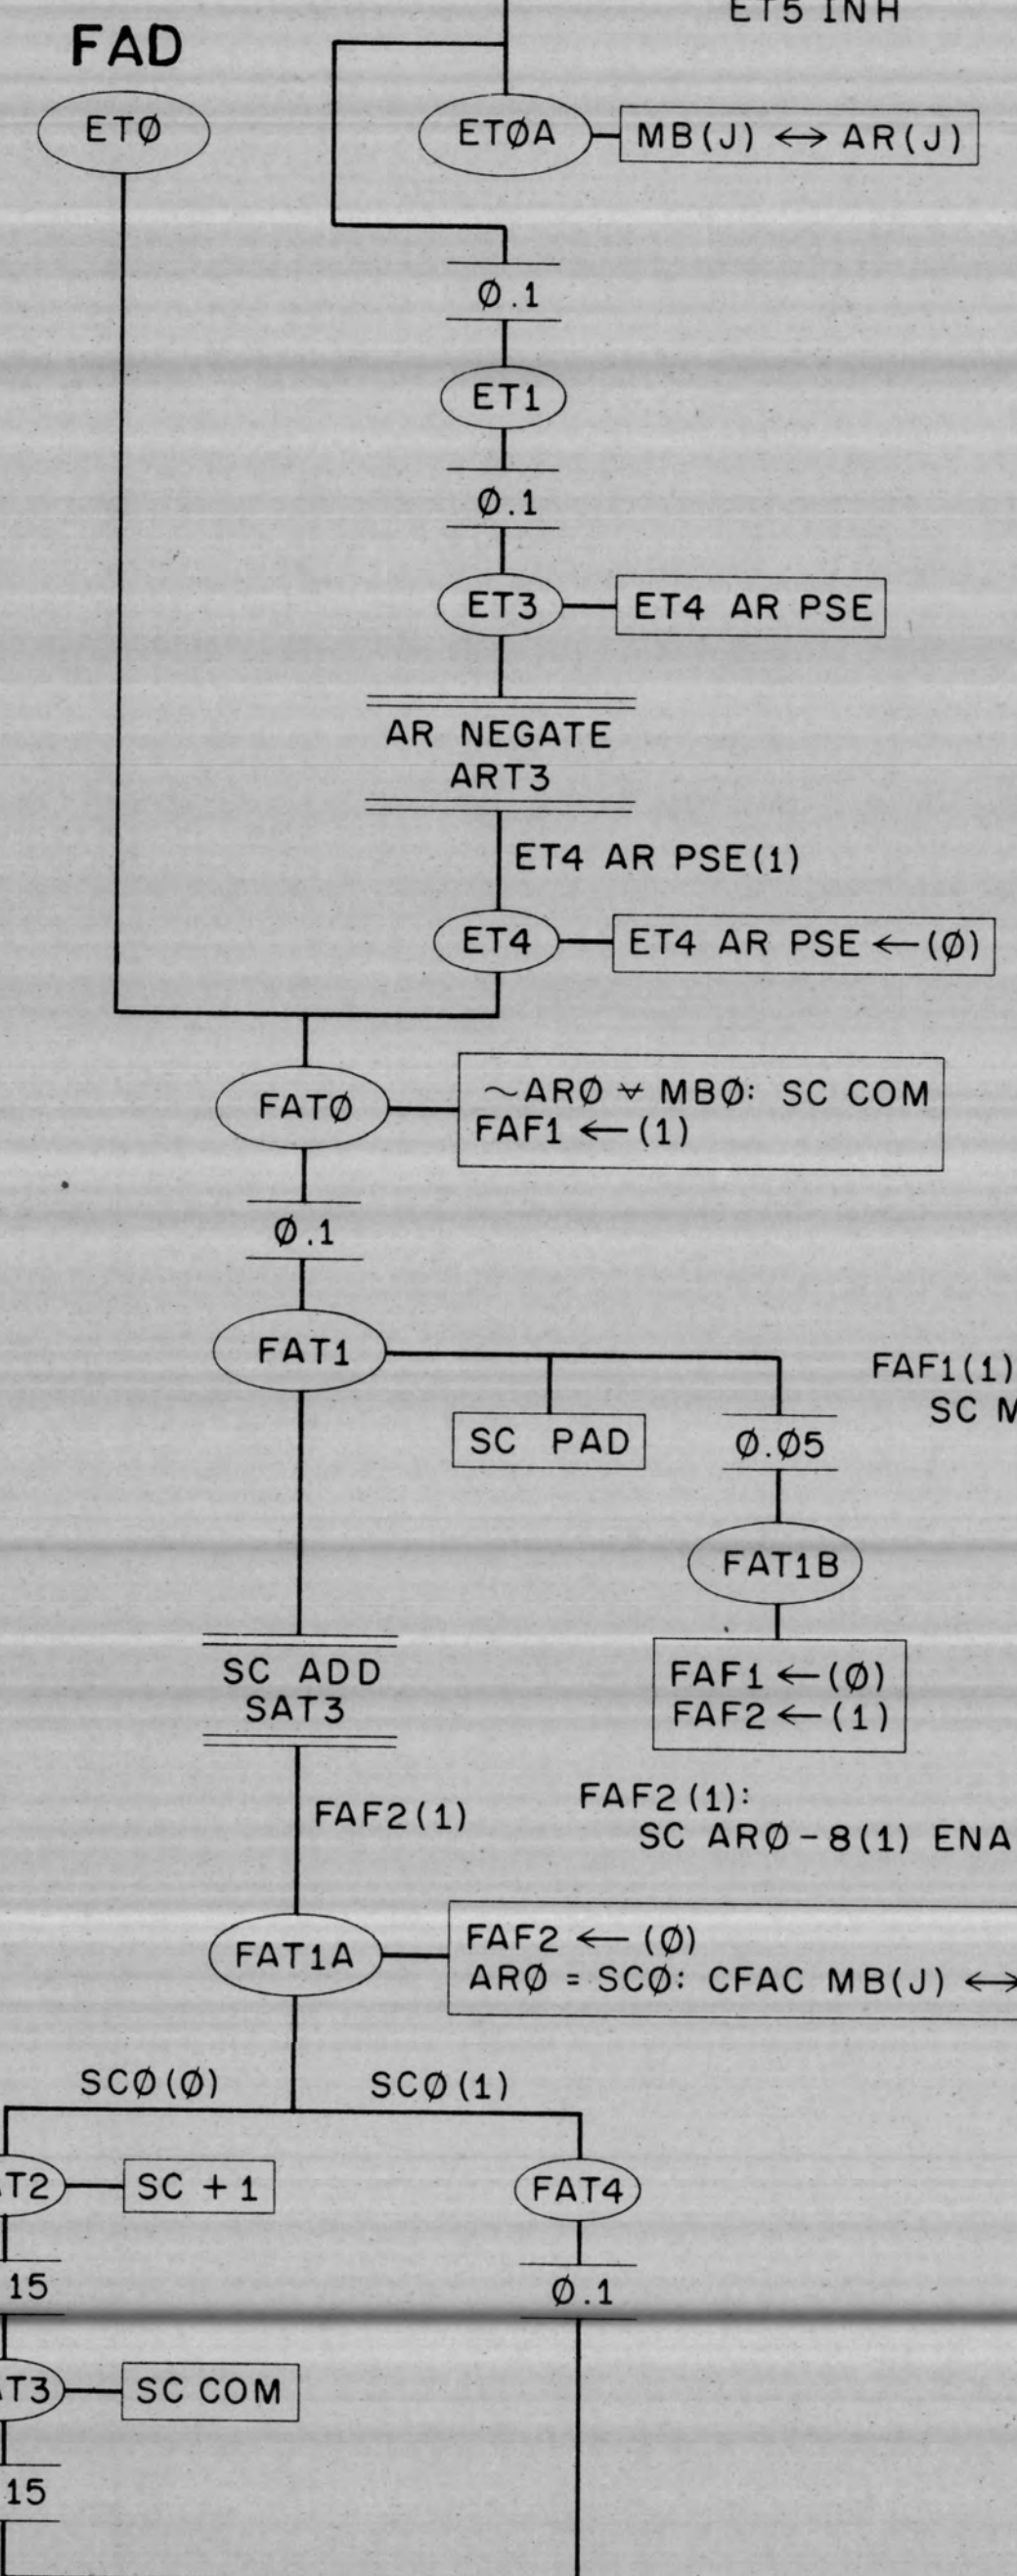 ET5 INH
FAD
ETØ
ETØA
MB(J) ↔ AR(J)
Ø.1
ET1
Ø.1
ET3
ET4 AR PSE
AR NEGATE
ART3
ET4 AR PSE(1)
ET4
ET4 AR PSE ←(Ø)
FATØ
~ARØ ⊻ MBØ: SC COM
FAF1 ←(1)
Ø.1
FAT1
FAF1(1)
SC M
SC PAD
Ø.Ø5
FAT1B
SC ADD
SAT3
FAF1 ←(Ø)
FAF2 ←(1)
FAF2(1)
FAF2 (1):
SC ARØ-8(1) ENA
FAT1A
FAF2 ← (Ø)
ARØ = SCØ: CFAC MB(J) ↔
SCØ(Ø)
SCØ(1)
T2
SC +1
FAT4
15
Ø.1
T3
SC COM
15